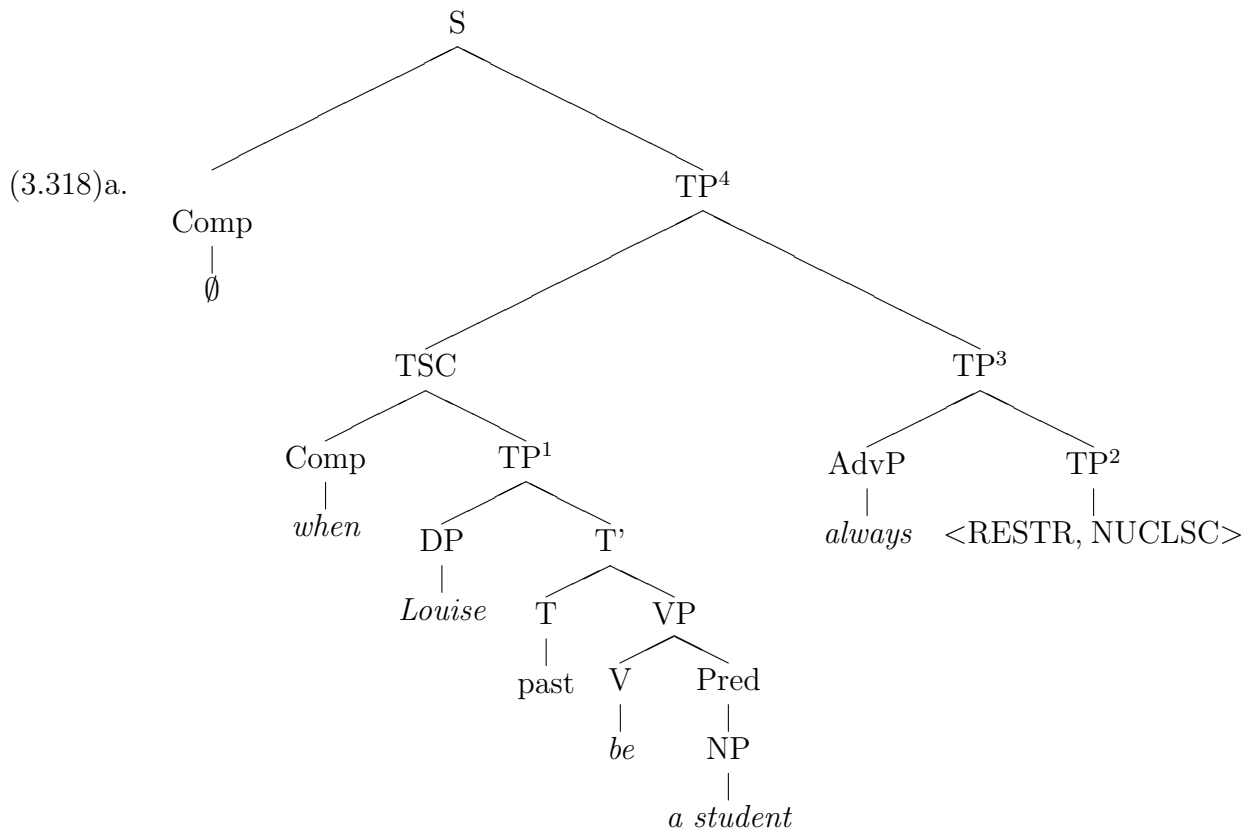 S
(3.318)a.
TP⁴
Comp
∅
TSC
TP³
Comp
TP¹
AdvP
TP²
when
always
<RESTR, NUCLSC>
DP
T'
Louise
T
VP
past
V
Pred
be
NP
a student